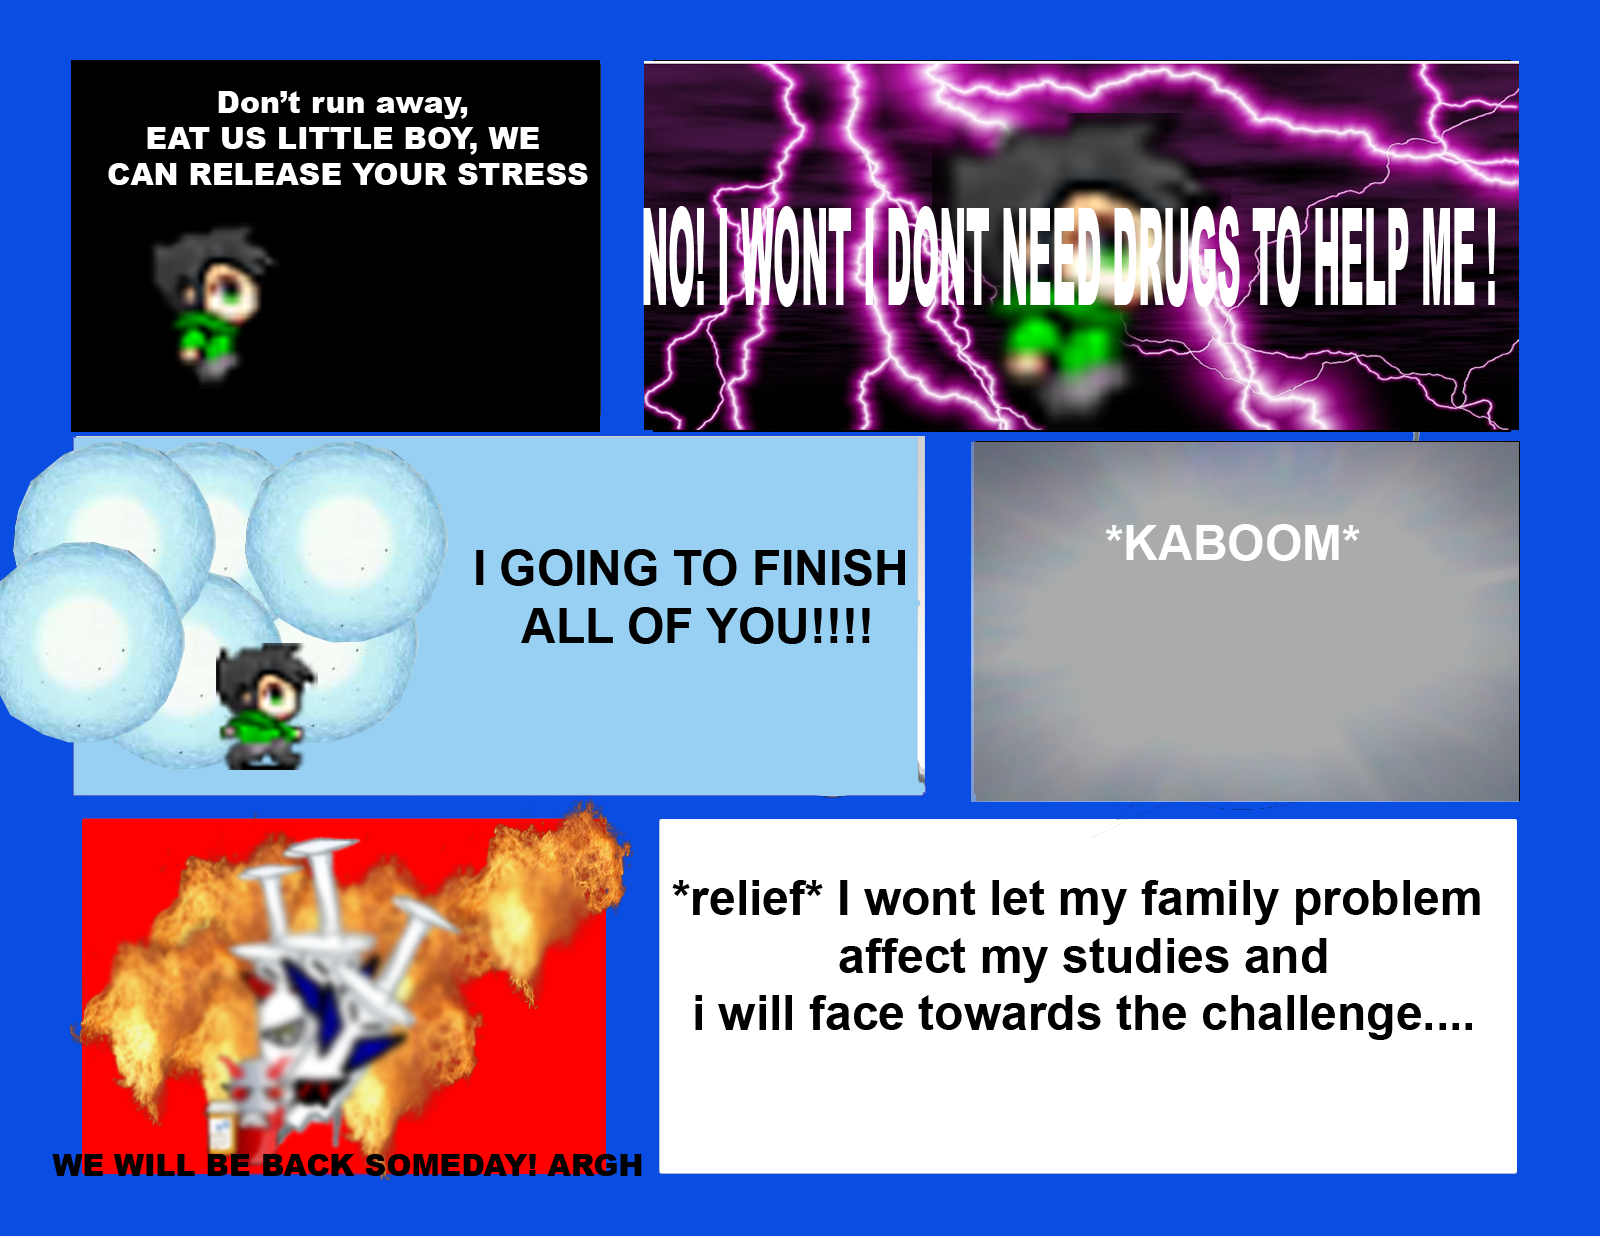 Don’t run away,
EAT US LITTLE BOY, WE
CAN RELEASE YOUR STRESS
NO! I WONT I DONT NEED DRUGS TO HELP ME !
I GOING TO FINISH
ALL OF YOU!!!!
*KABOOM*
WE WILL BE BACK SOMEDAY! ARGH
*relief* I wont let my family problem
affect my studies and
i will face towards the challenge....